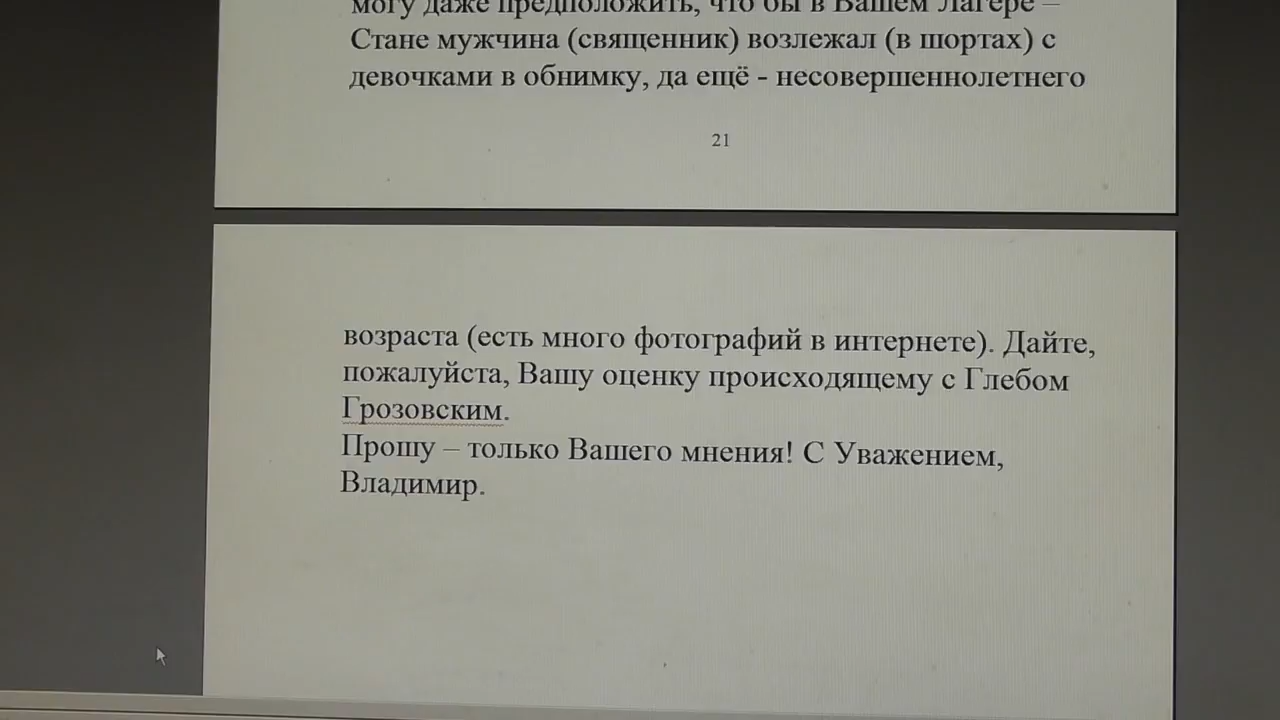 могу даже предположить, что бы в Вашем Лагере –
Стане мужчина (священник) возлежал (в шортах) с
девочками в обнимку, да ещё - несовершеннолетнего
21
возраста (есть много фотографий в интернете). Дайте,
пожалуйста, Вашу оценку происходящему с Глебом
Грозовским.
Прошу – только Вашего мнения! С Уважением,
Владимир.